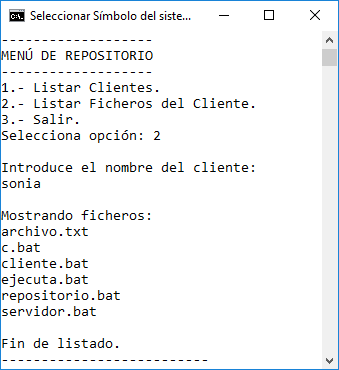 Seleccionar Símbolo del siste...
------------------
MENÚ DE REPOSITORIO
------------------
1.- Listar Clientes.
2.- Listar Ficheros del Cliente.
3.- Salir.
Selecciona opción: 2
Introduce el nombre del cliente:
sonia
Mostrando ficheros:
archivo.txt
c.bat
cliente.bat
ejecuta.bat
repositorio.bat
servidor.bat
Fin de listado.
-------------------------